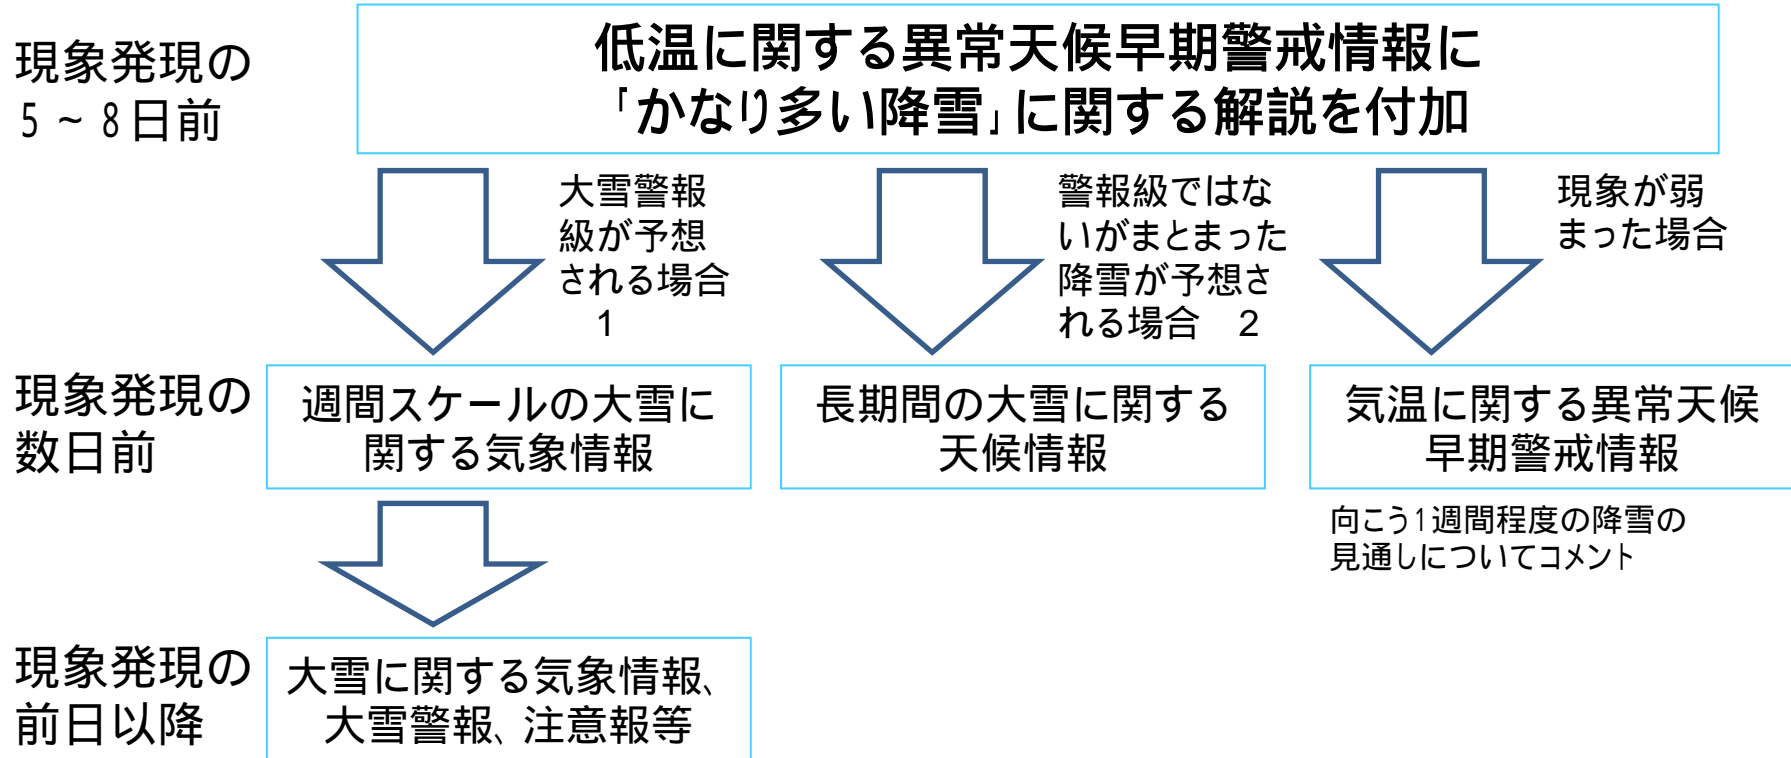 現象発現の
5～8日前
低温に関する異常天候早期警戒情報に
「かなり多い降雪」に関する解説を付加
大雪警報
級が予想
される場合
1
警報級ではな
いがまとまった
降雪が予想さ
れる場合　2
現象が弱
まった場合
現象発現の
数日前
週間スケールの大雪に
関する気象情報
長期間の大雪に関する
天候情報
気温に関する異常天候
早期警戒情報
向こう1週間程度の降雪の
見通しについてコメント
現象発現の
前日以降
大雪に関する気象情報、
大雪警報、注意報等